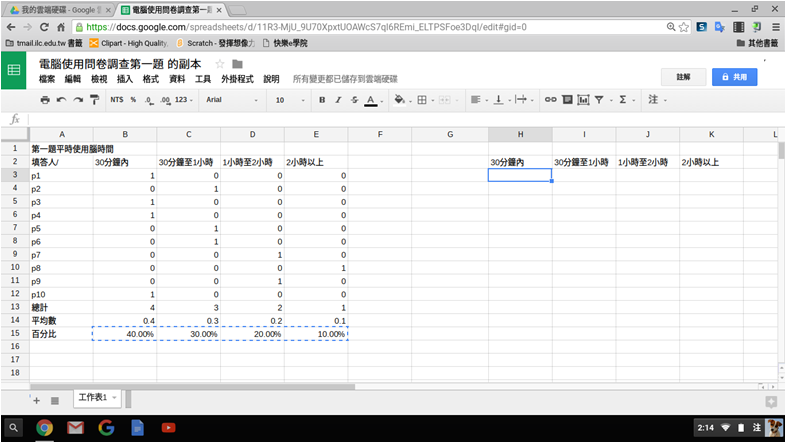 我的雲端硬碟 - Google
電腦使用問卷調查第一題
https://docs.google.com/spreadsheets/d/11R3-MjU_9U70XpxtUOAWcS7qI6REmi_ELTPSFoe3DqI/edit#gid=0
tmail.ilc.edu.tw 書籤 Clipart - High Quality, Scratch - 發揮想像力 快樂e學院 其他書籤
電腦使用問卷調查第一題 的副本
檔案 編輯 檢視 插入 格式 資料 工具 外掛程式 說明 所有變更都已儲存到雲端硬碟
註解 共用
NT$ % .0 .00 123 Arial 10 B I S A Σ 注
fx
A B C D E F G H I J K L
1 第一題平時使用腦時間
2 填答人/ 30分鐘內 30分鐘至1小時 1小時至2小時 2小時以上 30分鐘內 30分鐘至1小時 1小時至2小時 2小時以上
3 p1 1 0 0 0
4 p2 0 1 0 0
5 p3 1 0 0 0
6 p4 1 0 0 0
7 p5 0 1 0 0
8 p6 0 1 0 0
9 p7 0 0 1 0
10 p8 0 0 0 1
11 p9 0 0 1 0
12 p10 1 0 0 0
13 總計 4 3 2 1
14 平均數 0.4 0.3 0.2 0.1
15 百分比 40.00% 30.00% 20.00% 10.00%
16
17
18
工作表1
2:14 注